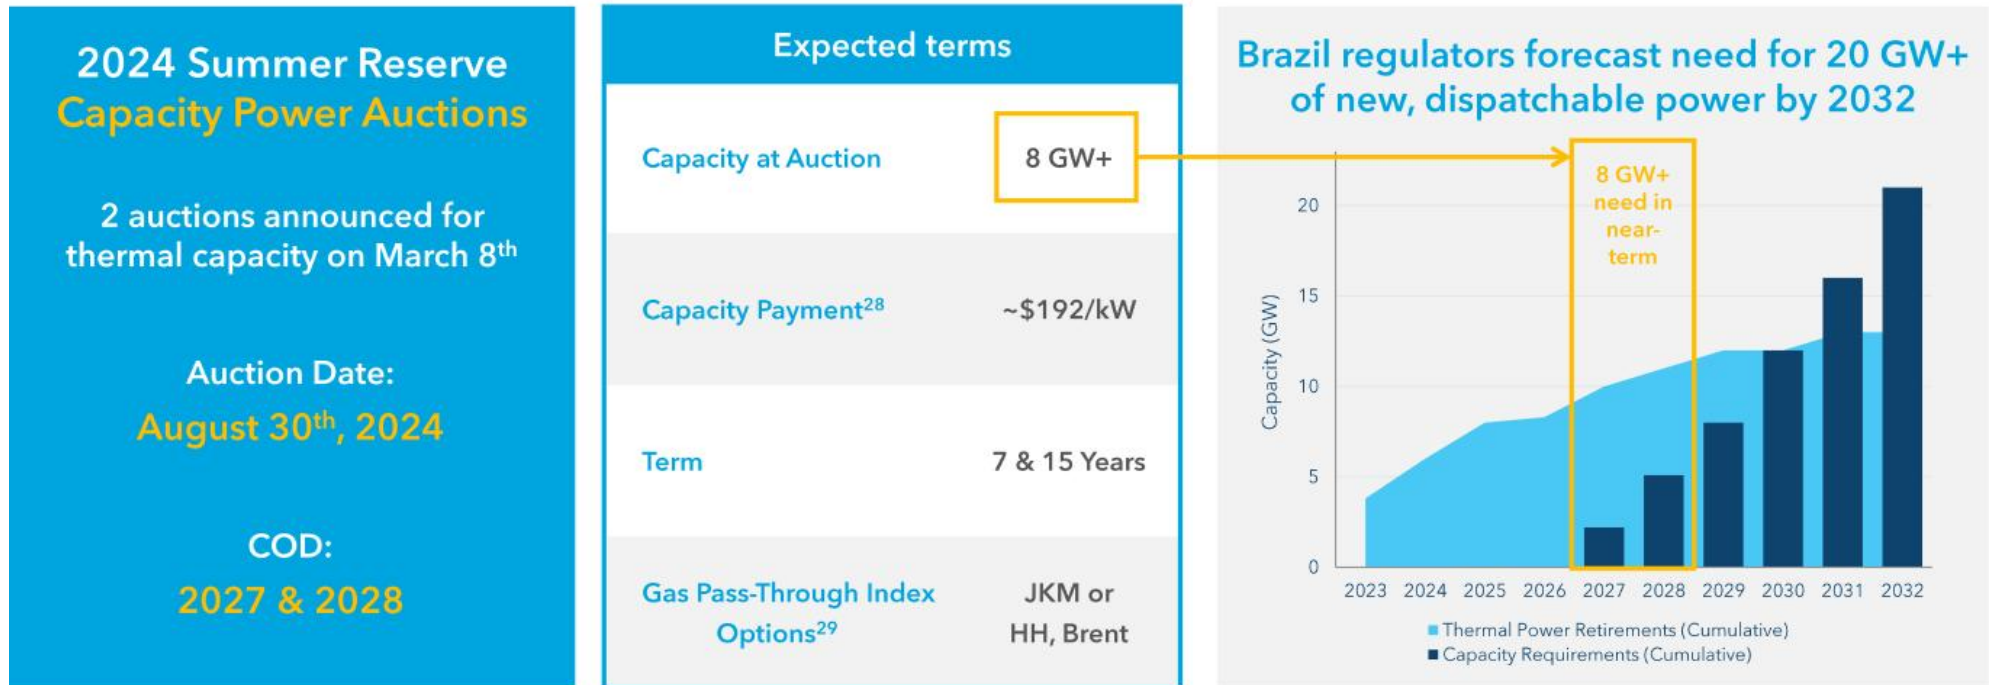 2024 Summer Reserve
Capacity Power Auctions
2 auctions announced for
thermal capacity on March 8th
Auction Date:
August 30th, 2024
COD:
2027 & 2028
Expected terms
Capacity at Auction 8 GW+
Capacity Payment28 ~$192/kW
Term 7 & 15 Years
Gas Pass-Through Index
Options29
JKM or
HH, Brent
Brazil regulators forecast need for 20 GW+
of new, dispatchable power by 2032
8 GW+
need in
near-
term
Capacity (GW)
20
15
10
5
0
2023 2024 2025 2026 2027 2028 2029 2030 2031 2032
Thermal Power Retirements (Cumulative)
Capacity Requirements (Cumulative)